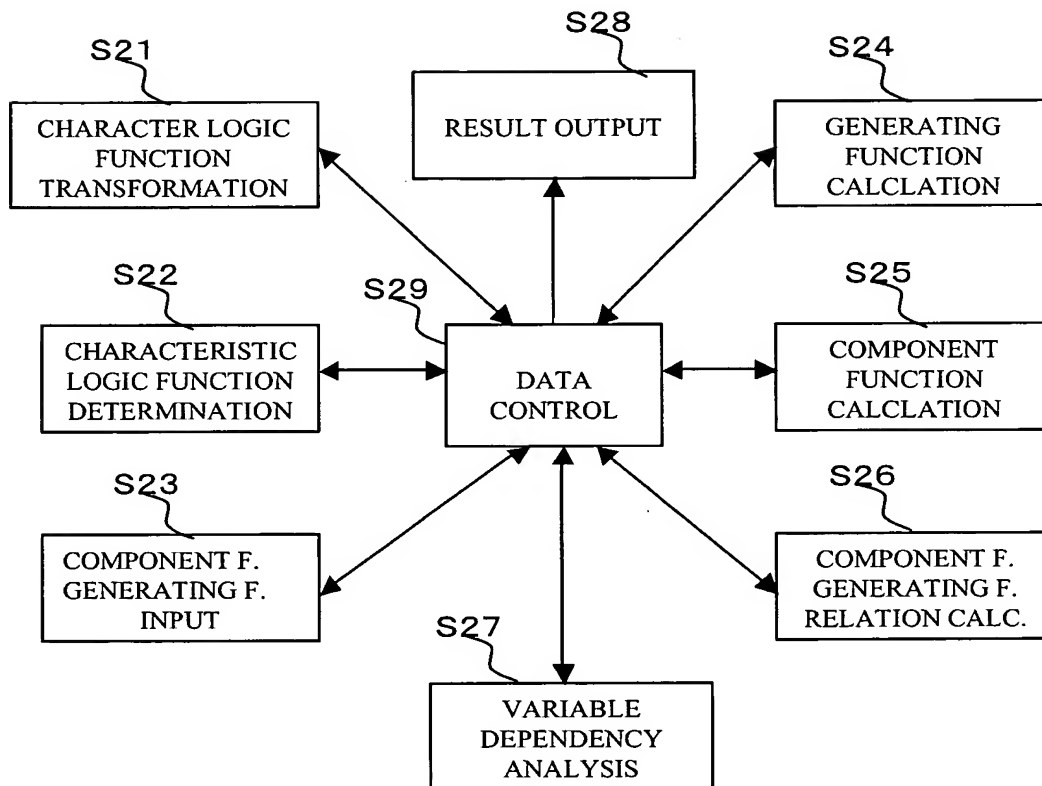 S21
CHARACTER LOGIC
FUNCTION
TRANSFORMATION
S28
RESULT OUTPUT
S24
GENERATING
FUNCTION
CALCLATION
S22
CHARACTERISTIC
LOGIC FUNCTION
DETERMINATION
S29
DATA
CONTROL
S25
COMPONENT
FUNCTION
CALCLATION
S23
COMPONENT F.
GENERATING F.
INPUT
S27
VARIABLE
DEPENDENCY
ANALYSIS
S26
COMPONENT F.
GENERATING F.
RELATION CALC.